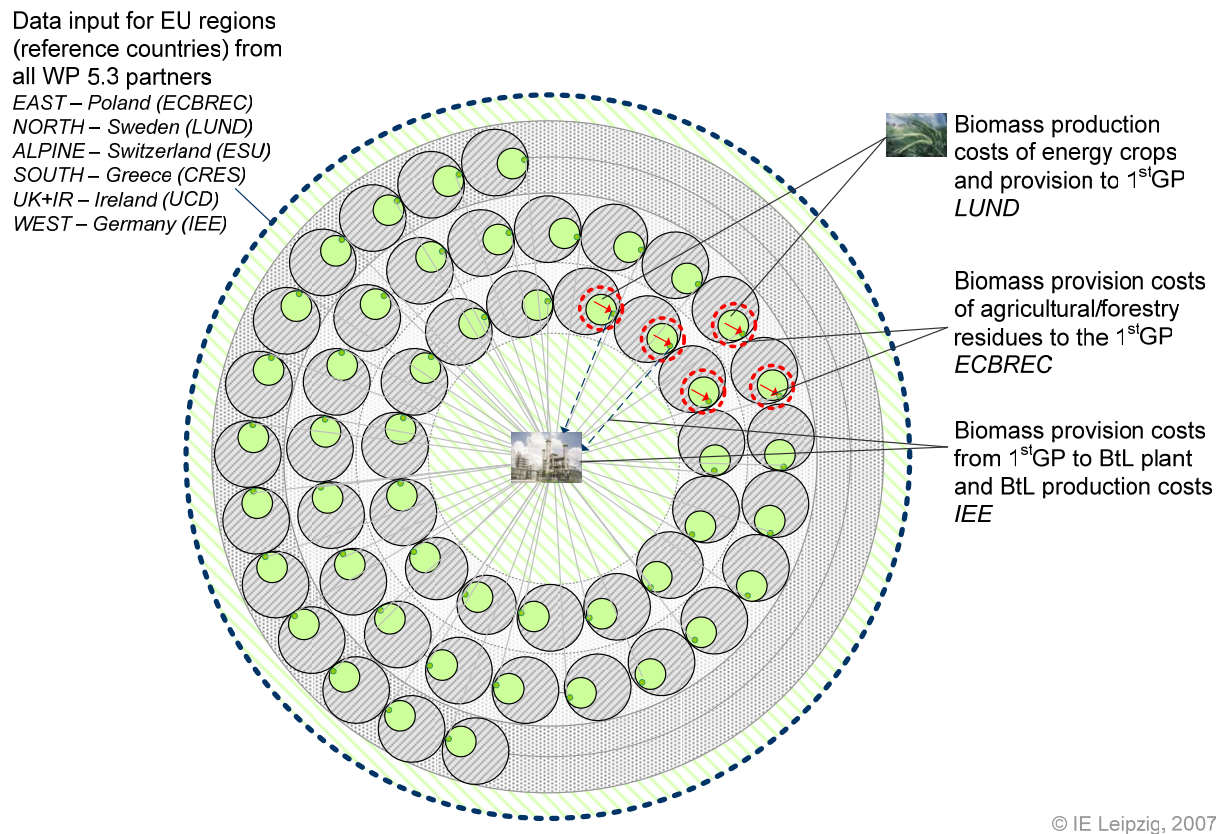 Data input for EU regions
(reference countries) from
all WP 5.3 partners
EAST – Poland (ECBREC)
NORTH – Sweden (LUND)
ALPINE – Switzerland (ESU)
SOUTH – Greece (CRES)
UK+IR – Ireland (UCD)
WEST – Germany (IEE)
Biomass production
costs of energy crops
and provision to 1stGP
LUND
Biomass provision costs
of agricultural/forestry
residues to the 1stGP
ECBREC
Biomass provision costs
from 1stGP to BtL plant
and BtL production costs
IEE
© IE Leipzig, 2007